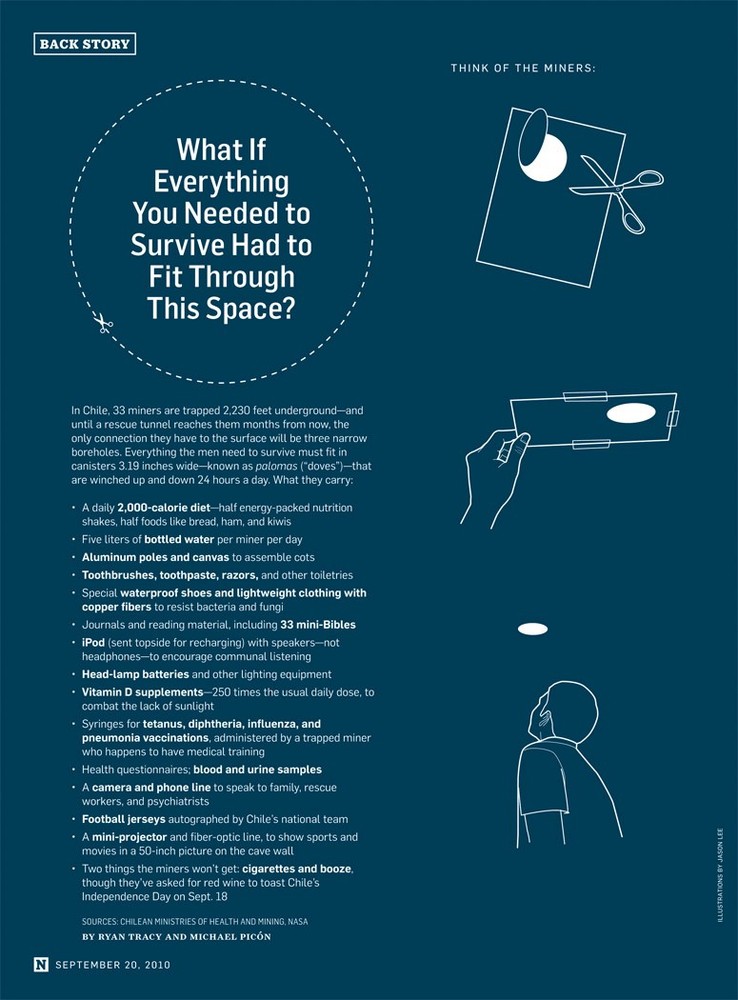 BACK STORY
What If
Everything
You Needed to
Survive Had to
Fit Through
This Space?
In Chile, 33 miners are trapped 2,230 feet underground—and
until a rescue tunnel reaches them months from now, the
only connection they have to the surface will be three narrow
boreholes. Everything the men need to survive must fit in
canisters 3.19 inches wide—known as palomas (“doves”)—that
are winched up and down 24 hours a day. What they carry:
• A daily 2,000-calorie diet—half energy-packed nutrition
shakes, half foods like bread, ham, and kiwis
• Five liters of bottled water per miner per day
• Aluminum poles and canvas to assemble cots
• Toothbrushes, toothpaste, razors, and other toiletries
• Special waterproof shoes and lightweight clothing with
copper fibers to resist bacteria and fungi
• Journals and reading material, including 33 mini-Bibles
• iPod (sent topside for recharging) with speakers—not
headphones—to encourage communal listening
• Head-lamp batteries and other lighting equipment
• Vitamin D supplements—250 times the usual daily dose, to
combat the lack of sunlight
• Syringes for tetanus, diphtheria, influenza, and
pneumonia vaccinations, administered by a trapped miner
who happens to have medical training
• Health questionnaires; blood and urine samples
• A camera and phone line to speak to family, rescue
workers, and psychiatrists
• Football jerseys autographed by Chile’s national team
• A mini-projector and fiber-optic line, to show sports and
movies in a 50-inch picture on the cave wall
• Two things the miners won’t get: cigarettes and booze,
though they’ve asked for red wine to toast Chile’s
Independence Day on Sept. 18
SOURCES: CHILEAN MINISTRIES OF HEALTH AND MINING, NASA
BY RYAN TRACY AND MICHAEL PICÓN
N SEPTEMBER 20, 2010
THINK OF THE MINERS:
ILLUSTRATIONS BY JASON LEE